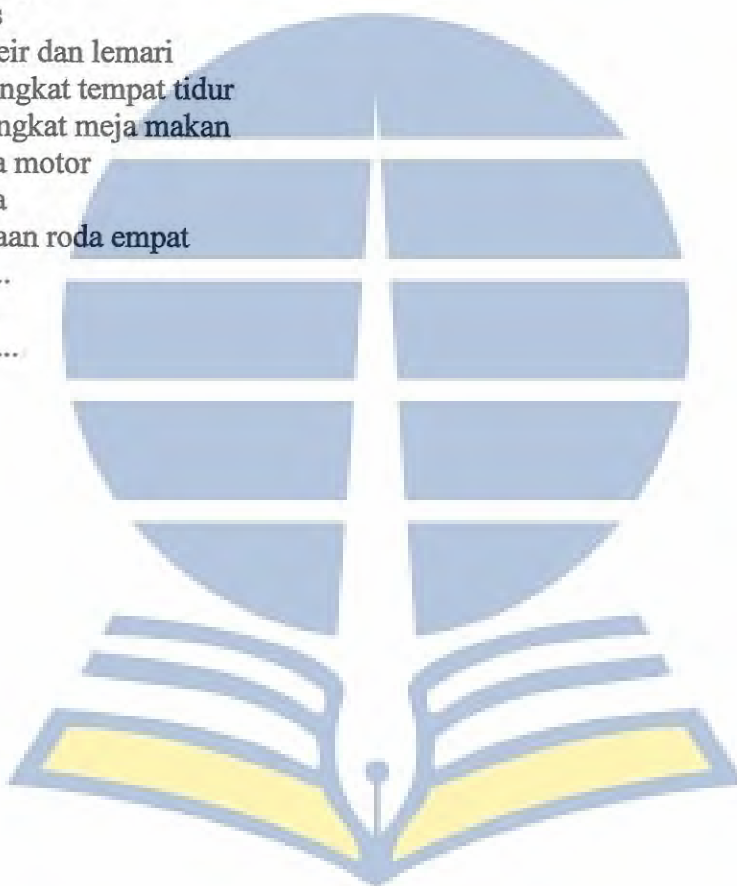 s
eir dan lemari
ngkat tempat tidur
ngkat meja makan
a motor
a
aan roda empat
..
...